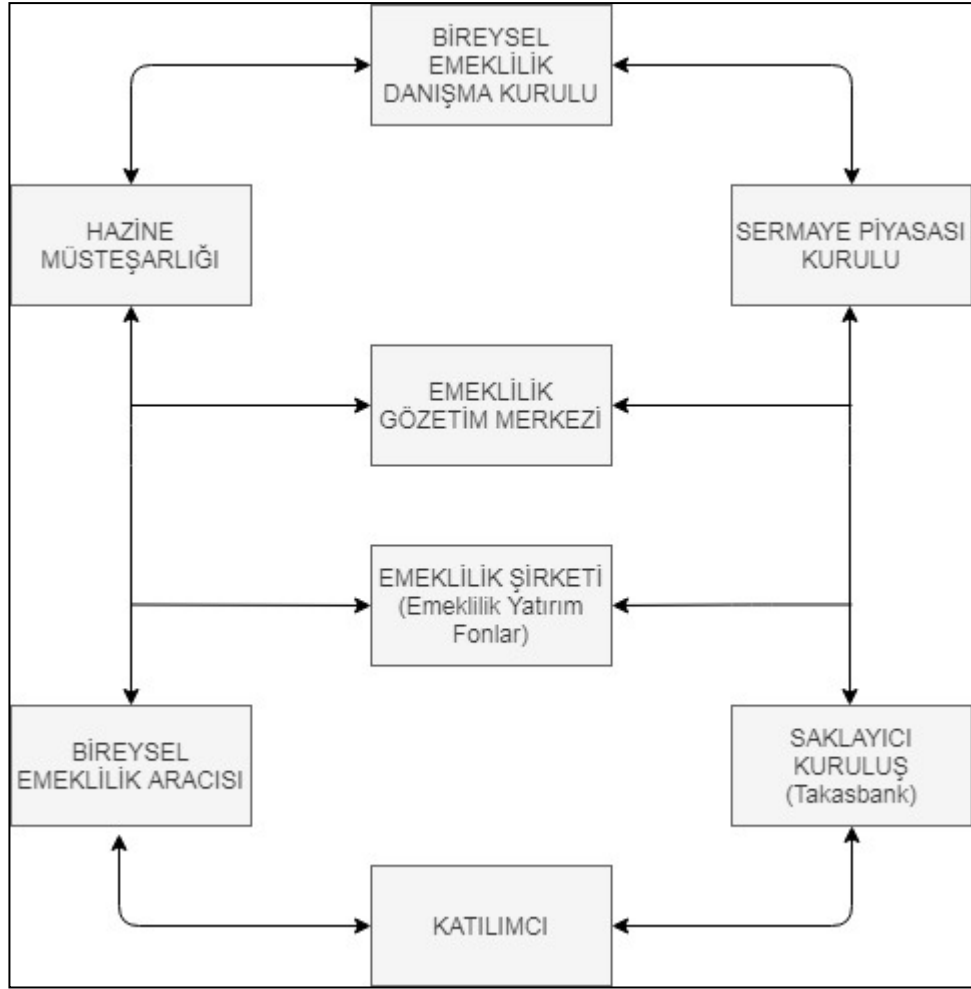 BİREYSEL
EMEKLİLİK
DANIŞMA KURULU
HAZİNE
MÜSTEŞARLIĞI
SERMAYE PİYASASI
KURULU
EMEKLİLİK
GÖZETİM MERKEZİ
EMEKLİLİK ŞİRKETİ
(Emeklilik Yatırım
Fonlar)
BİREYSEL
EMEKLİLİK ARACISI
SAKLAYICI
KURULUŞ
(Takasbank)
KATILIMCI